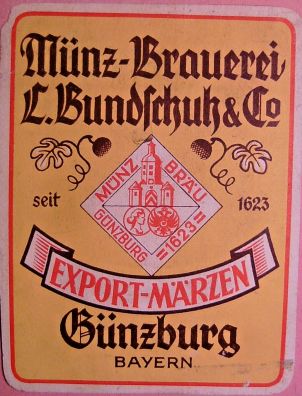 Münz-Brauerei
L. Bundschuh & Co
MÜNZ BRÄU
GÜNZBURG
=1623=
seit 1623
EXPORT-MÄRZEN
Günzburg
BAYERN